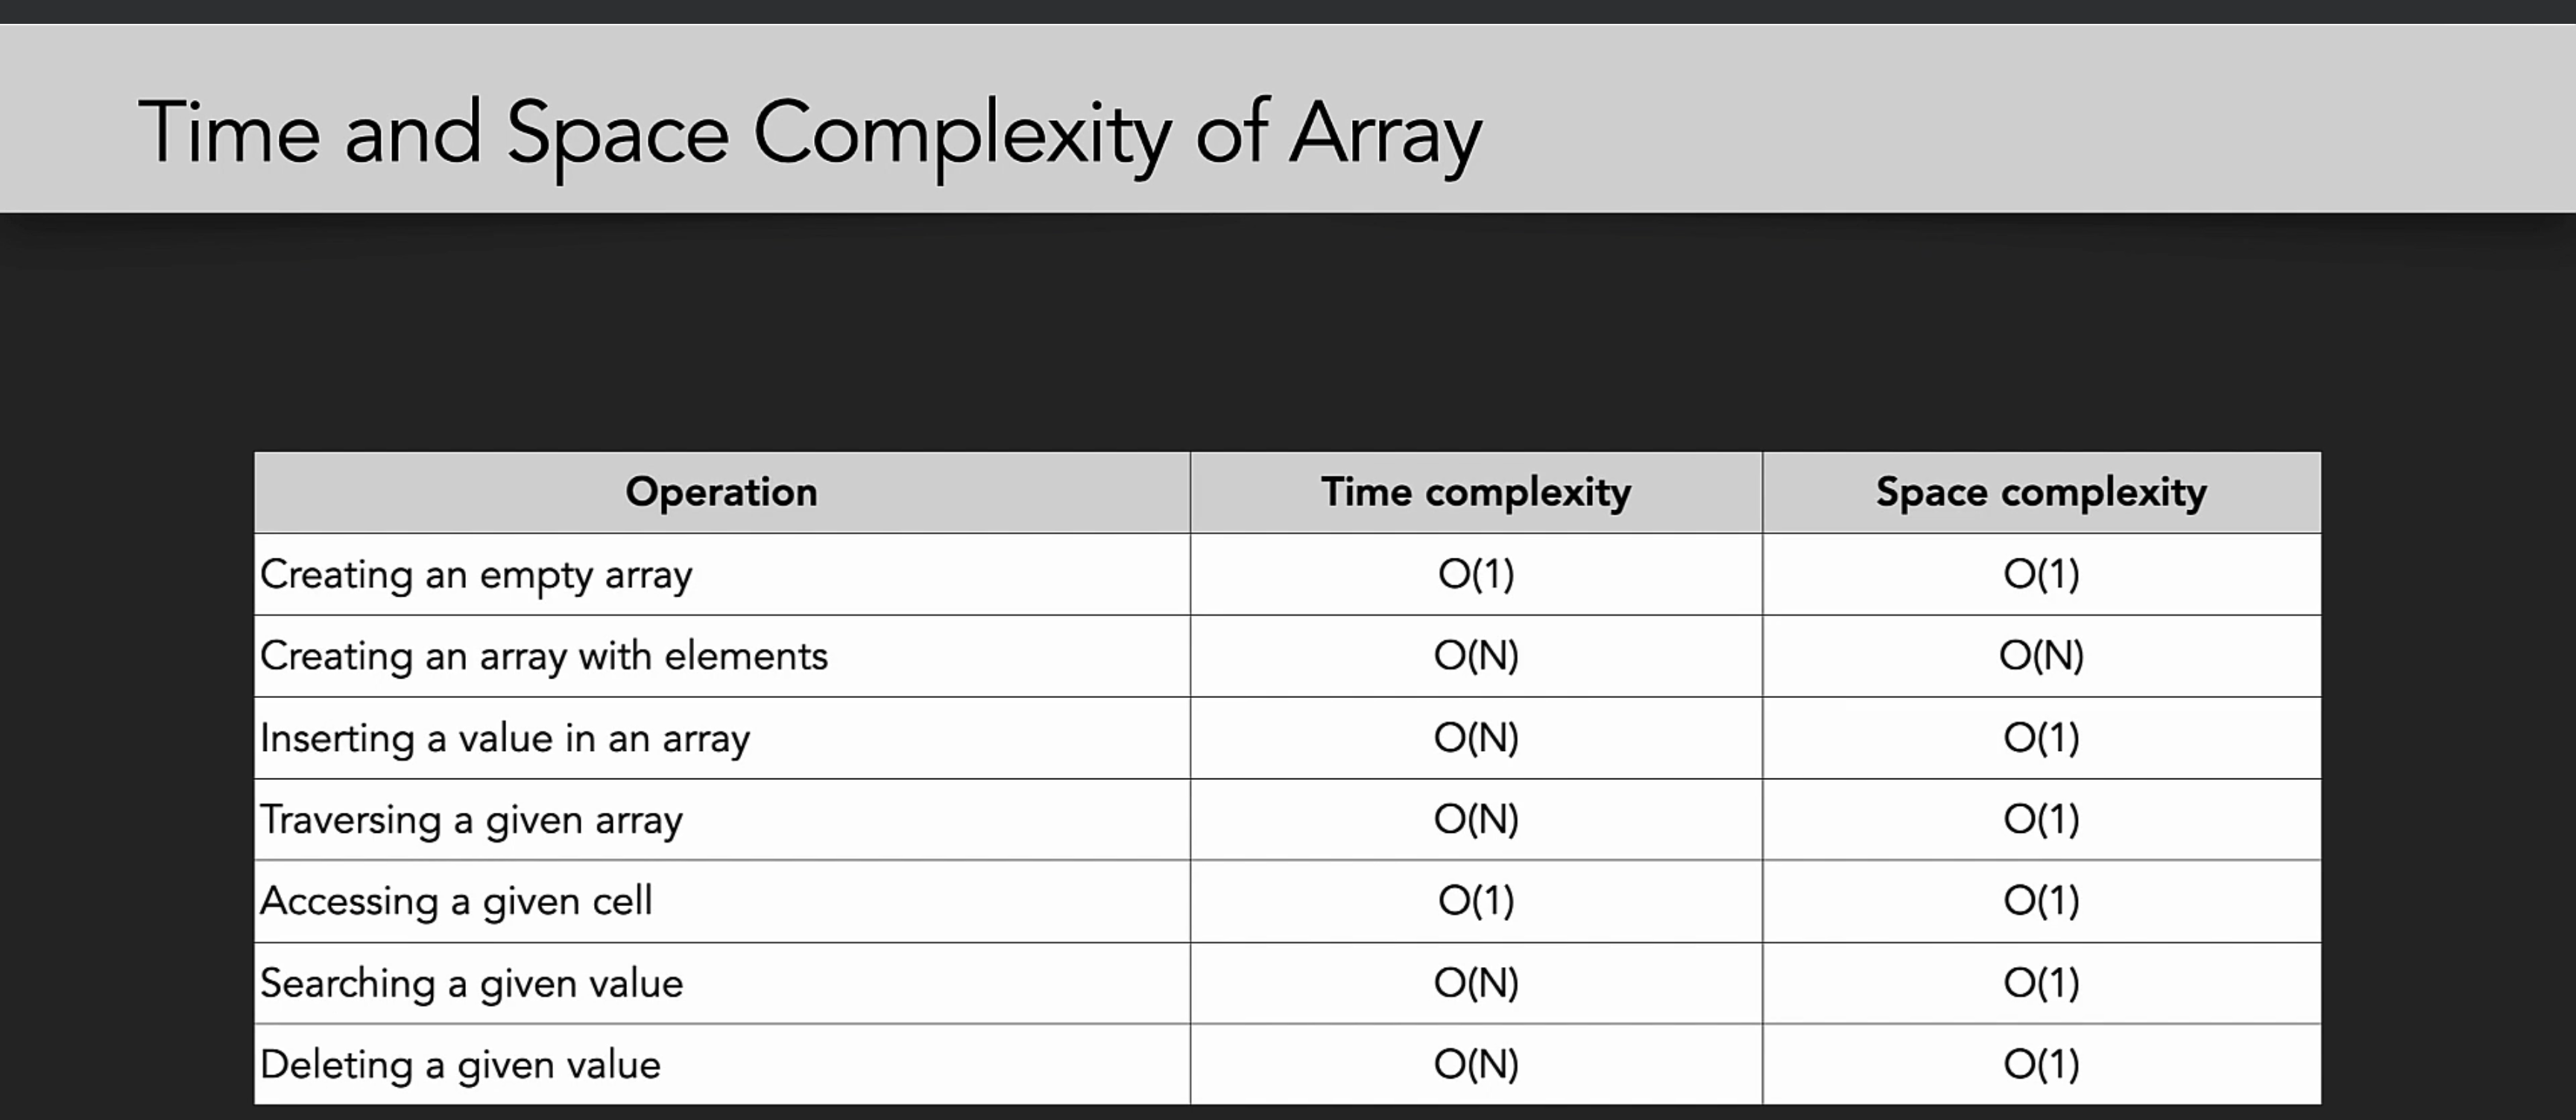 Time and Space Complexity of Array
Operation Time complexity Space complexity
Creating an empty array O(1) O(1)
Creating an array with elements O(N) O(N)
Inserting a value in an array O(N) O(1)
Traversing a given array O(N) O(1)
Accessing a given cell O(1) O(1)
Searching a given value O(N) O(1)
Deleting a given value O(N) O(1)